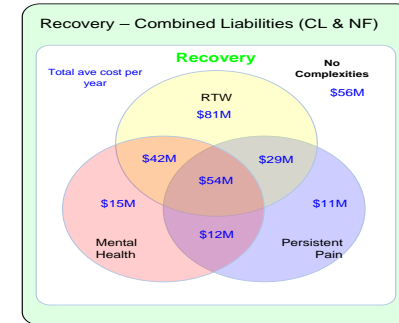 Recovery – Combined Liabilities (CL & NF)
Recovery
Total ave cost per
year
No
Complexities
$56M
RTW
$81M
$42M
$29M
$54M
$15M
$11M
$12M
Mental
Health
Persistent
Pain